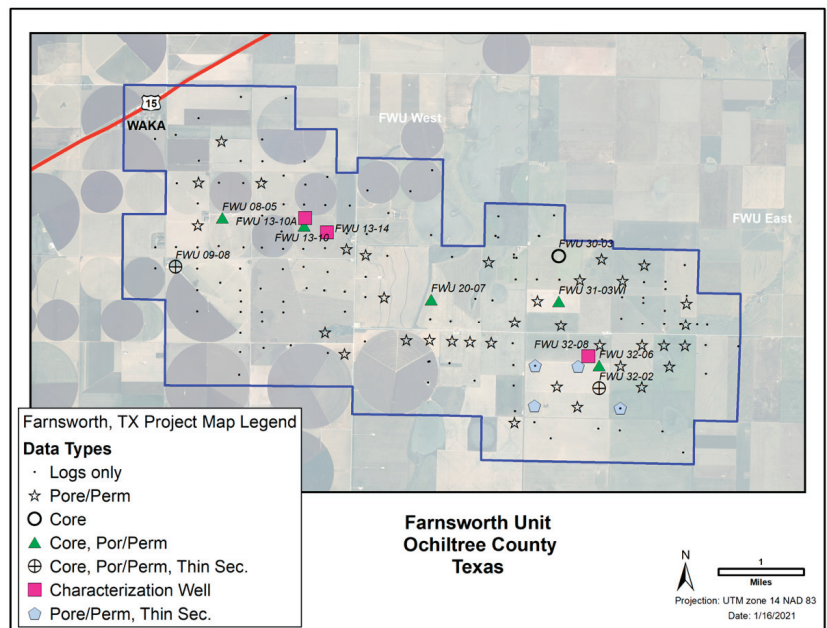 15
WAKA
FWU West
FWU East
FWU 08-05
FWU 13-10A
FWU 13-14
FWU 13-10
FWU 09-08
FWU 30-03
FWU 20-07
FWU 31-03WI
FWU 32-08
FWU 32-06
FWU 32-02
Farnsworth, TX Project Map Legend
Data Types
Logs only
Pore/Perm
Core
Core, Por/Perm
Core, Por/Perm, Thin Sec.
Characterization Well
Pore/Perm, Thin Sec.
Farnsworth Unit
Ochiltree County
Texas
N
1
Miles
Projection: UTM zone 14 NAD 83
Date: 1/16/2021